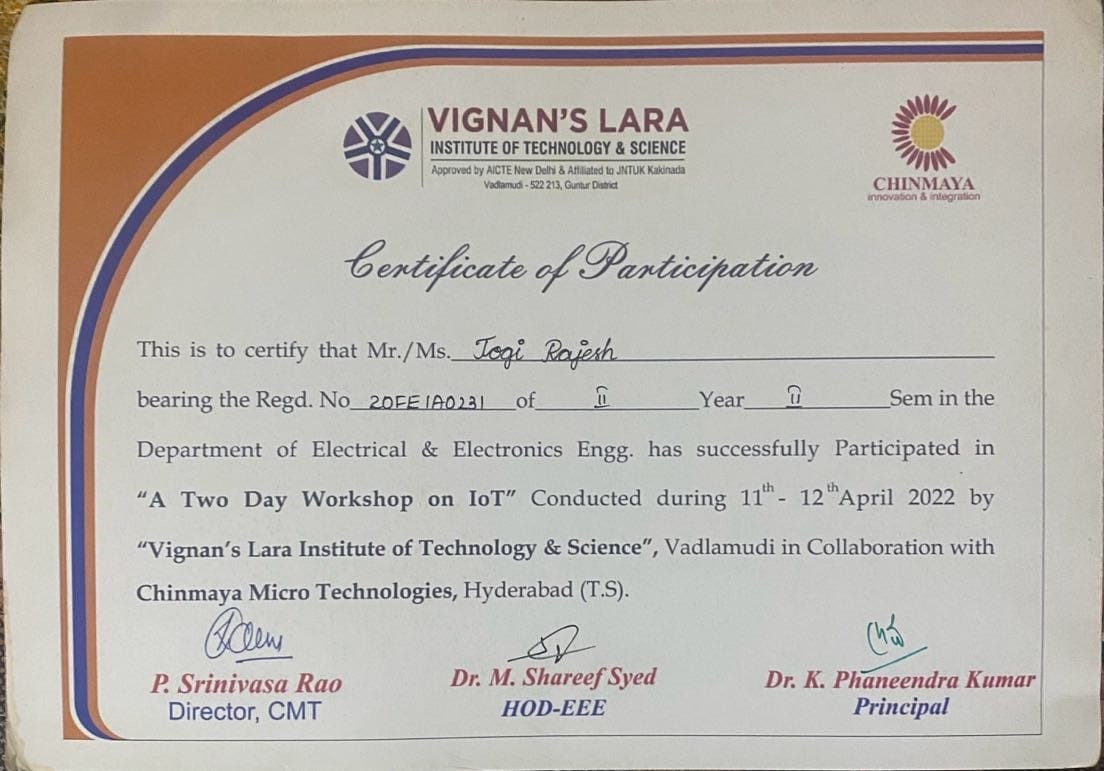 VIGNAN'S LARA
INSTITUTE OF TECHNOLOGY & SCIENCE
Approved by AICTE New Delhi & Affiliated to JNTUK Kakinada
Vadlamudi - 522 213, Guntur District
CHINMAYA
innovation & integration
Certificate of Participation
This is to certify that Mr./Ms. Jogi Rajesh
bearing the Regd. No 20FE1A0231 of II Year II Sem in the
Department of Electrical & Electronics Engg. has successfully Participated in
“A Two Day Workshop on IoT” Conducted during 11th - 12th April 2022 by
“Vignan's Lara Institute of Technology & Science”, Vadlamudi in Collaboration with
Chinmaya Micro Technologies, Hyderabad (T.S).
P. Srinivasa Rao
Director, CMT
Dr. M. Shareef Syed
HOD-EEE
Dr. K. Phaneendra Kumar
Principal